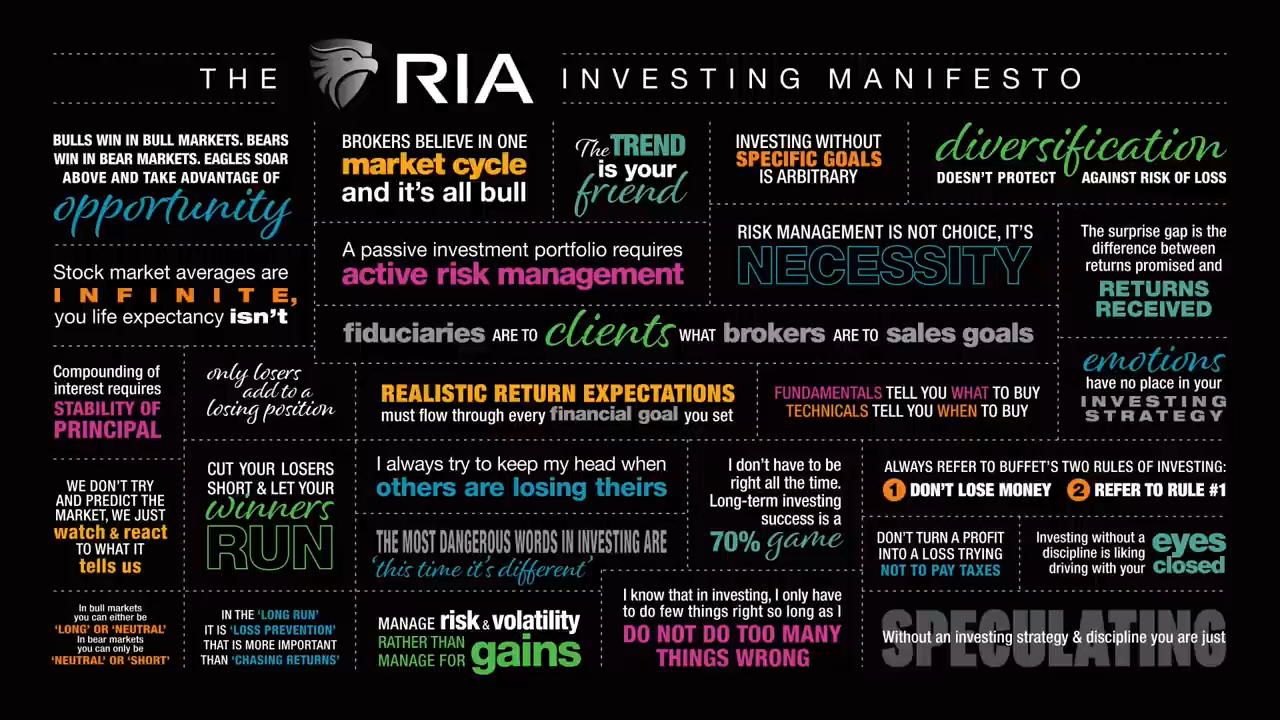 THE RIA INVESTING MANIFESTO
BULLS WIN IN BULL MARKETS. BEARS
WIN IN BEAR MARKETS. EAGLES SOAR
ABOVE AND TAKE ADVANTAGE OF
opportunity
BROKERS BELIEVE IN ONE
market cycle
and it's all bull
The TREND
is your
friend
INVESTING WITHOUT
SPECIFIC GOALS
IS ARBITRARY
diversification
DOESN'T PROTECT AGAINST RISK OF LOSS
Stock market averages are
INFINITE,
you life expectancy isn't
A passive investment portfolio requires
active risk management
RISK MANAGEMENT IS NOT CHOICE, IT'S
NECESSITY
The surprise gap is the
difference between
returns promised and
RETURNS
RECEIVED
fiduciaries ARE TO clients WHAT brokers ARE TO sales goals
Compounding of
interest requires
STABILITY OF
PRINCIPAL
only losers
add to a
losing position
REALISTIC RETURN EXPECTATIONS
must flow through every financial goal you set
FUNDAMENTALS TELL YOU WHAT TO BUY
TECHNICALS TELL YOU WHEN TO BUY
emotions
have no place in your
INVESTING
STRATEGY
WE DON'T TRY
AND PREDICT THE
MARKET, WE JUST
watch & react
TO WHAT IT
tells us
CUT YOUR LOSERS
SHORT & LET YOUR
winners
RUN
I always try to keep my head when
others are losing theirs
I don't have to be
right all the time.
Long-term investing
success is a
70% game
ALWAYS REFER TO BUFFET'S TWO RULES OF INVESTING:
1 DON'T LOSE MONEY 2 REFER TO RULE #1
THE MOST DANGEROUS WORDS IN INVESTING ARE
'this time it's different'
DON'T TURN A PROFIT
INTO A LOSS TRYING
NOT TO PAY TAXES
Investing without a
discipline is liking
driving with your
eyes
closed
In bull markets
you can either be
'LONG' OR 'NEUTRAL'
In bear markets
you can only be
'NEUTRAL' OR 'SHORT'
IN THE 'LONG RUN'
IT IS 'LOSS PREVENTION'
THAT IS MORE IMPORTANT
THAN 'CHASING RETURNS'
MANAGE risk & volatility
RATHER THAN
MANAGE FOR gains
I know that in investing, I only have
to do few things right so long as I
DO NOT DO TOO MANY
THINGS WRONG
Without an investing strategy & discipline you are just
SPECULATING